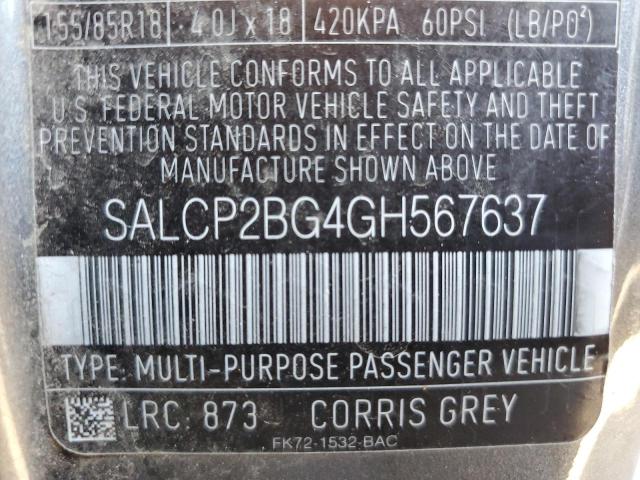 155/85R18 4.0J x 18 420KPA 60PSI (LB/PO²)
THIS VEHICLE CONFORMS TO ALL APPLICABLE
U.S. FEDERAL MOTOR VEHICLE SAFETY AND THEFT
PREVENTION STANDARDS IN EFFECT ON THE DATE OF
MANUFACTURE SHOWN ABOVE
SALCP2BG4GH567637
TYPE: MULTI-PURPOSE PASSENGER VEHICLE
LRC: 873 CORRIS GREY
FK72-1532-BAC